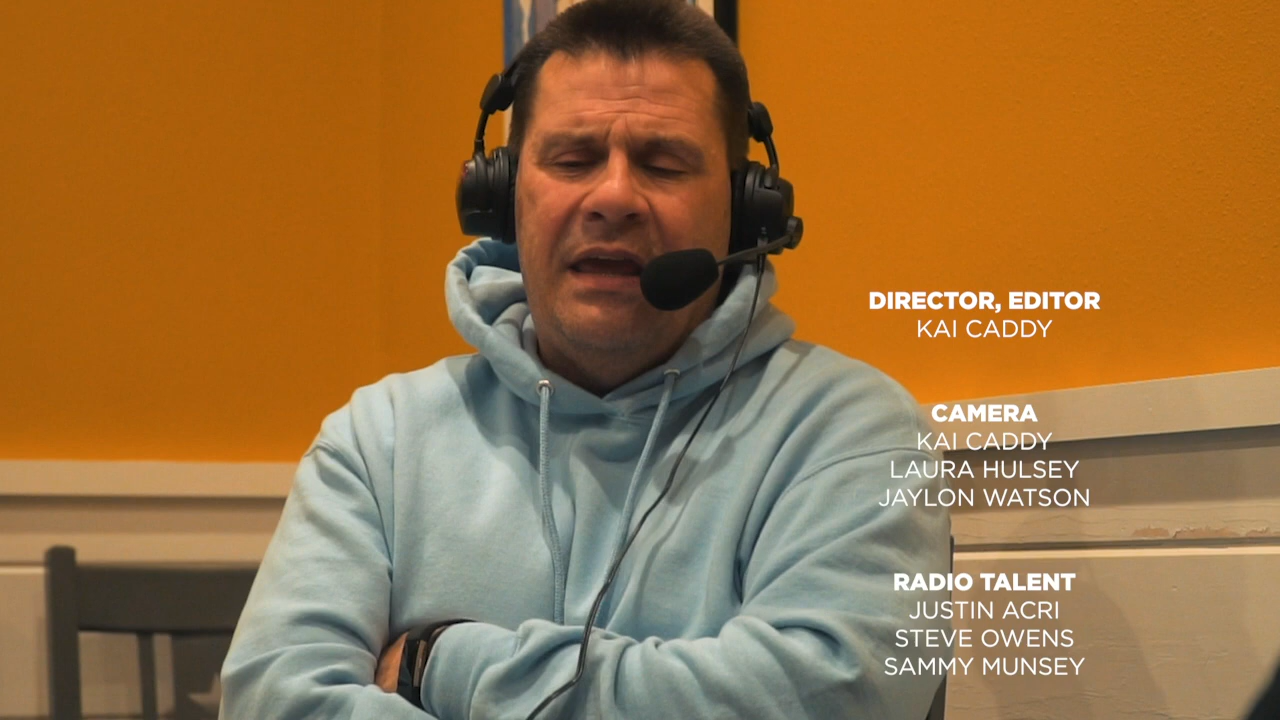 DIRECTOR, EDITOR
KAI CADDY
CAMERA
KAI CADDY
LAURA HULSEY
JAYLON WATSON
RADIO TALENT
JUSTIN ACRI
STEVE OWENS
SAMMY MUNSEY